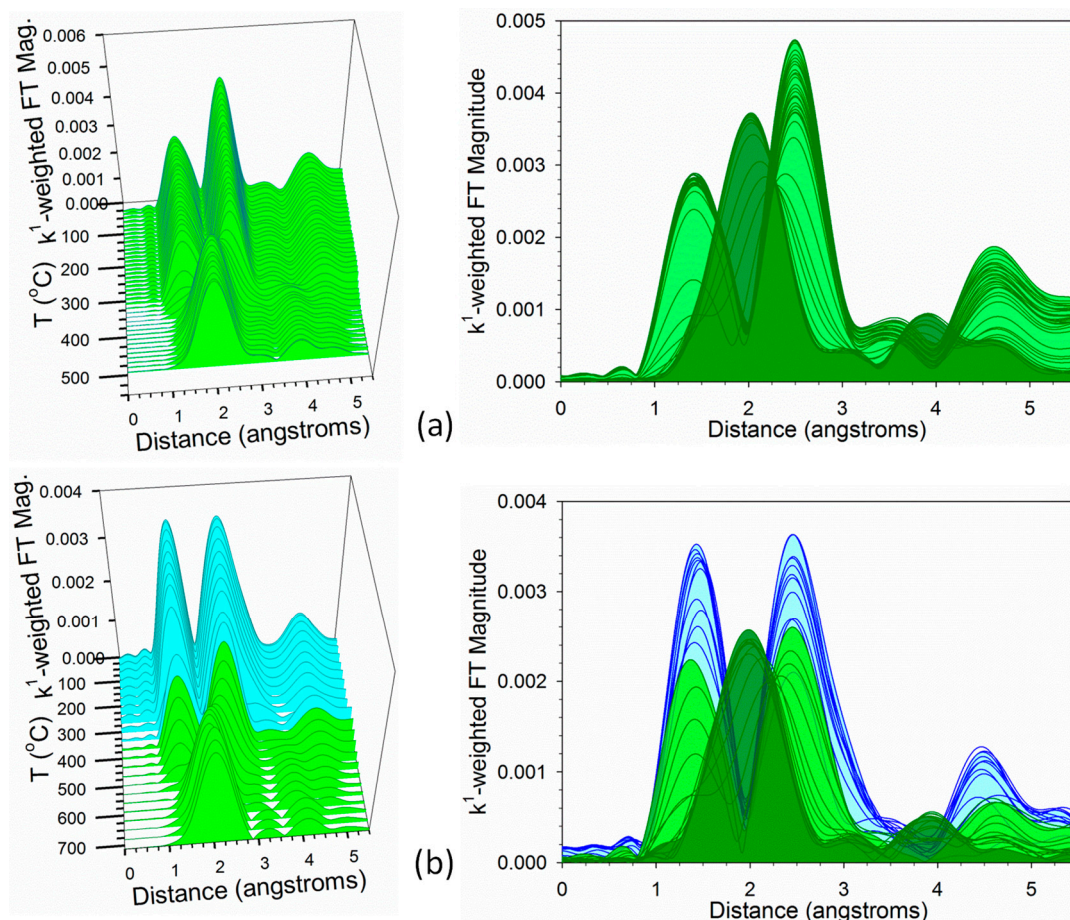 0.006
0.005
0.004
0.003
0.002
0.001
0.000
k¹-weighted FT Mag.
100
200
300
400
500
T (°C)
0 1 2 3 4 5
Distance (angstroms)
(a)
0.005
0.004
0.003
0.002
0.001
0.000
k¹-weighted FT Magnitude
0 1 2 3 4 5
Distance (angstroms)
0.004
0.003
0.002
0.001
0.000
k¹-weighted FT Mag.
100
200
300
400
500
600
700
T (°C)
0 1 2 3 4 5
Distance (angstroms)
(b)
0.004
0.003
0.002
0.001
0.000
k¹-weighted FT Magnitude
0 1 2 3 4 5
Distance (angstroms)